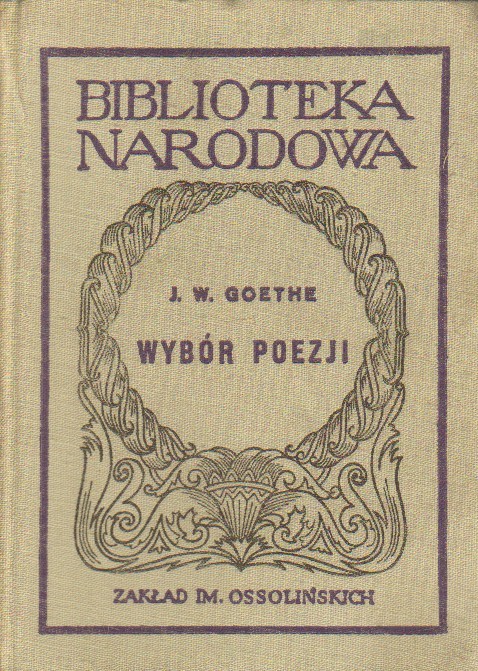 BIBLIOTEKA
NARODOWA
J. W. GOETHE
WYBÓR POEZJI
ZAKŁAD IM. OSSOLIŃSKICH